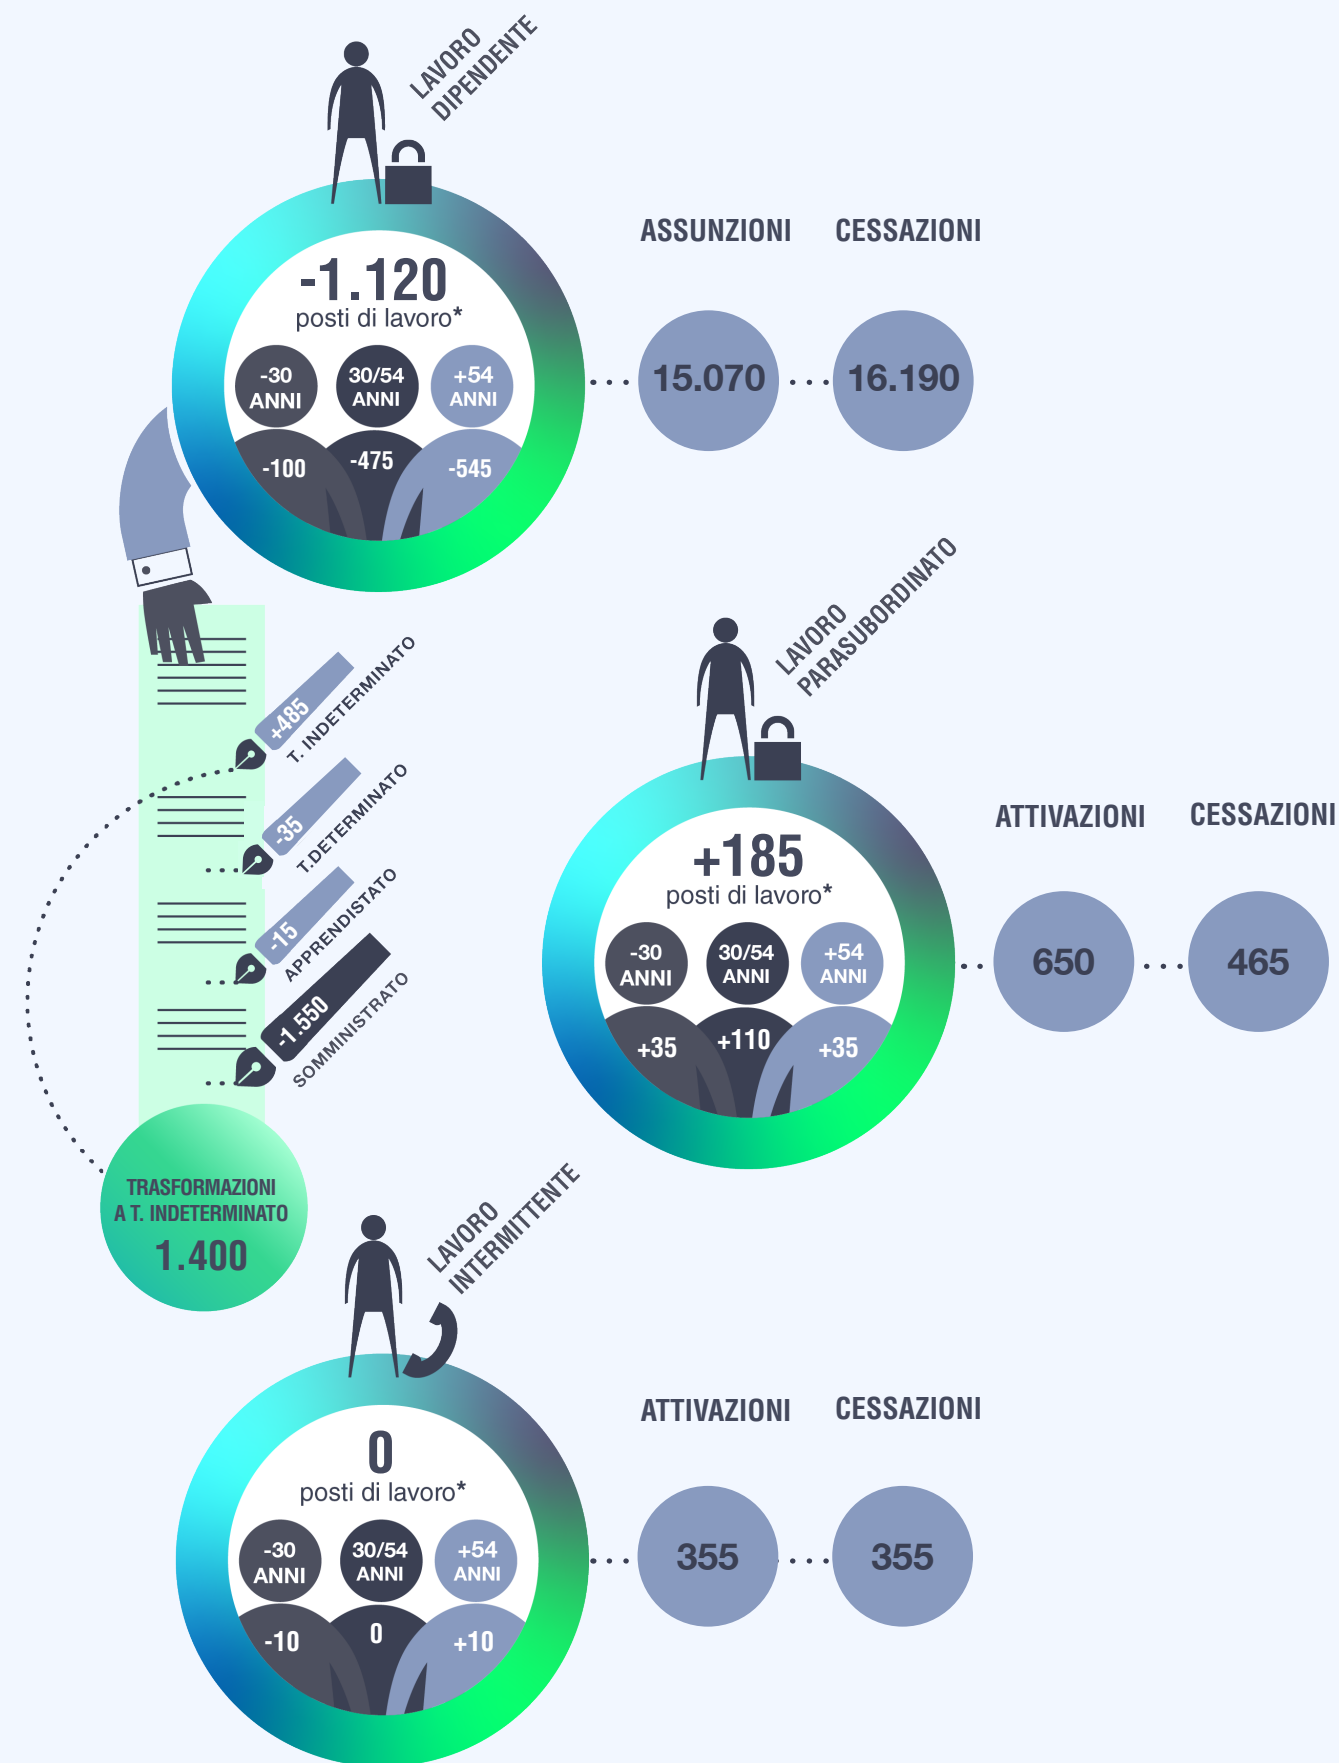 LAVORO
DIPENDENTE
ASSUNZIONI
CESSAZIONI
-1.120
posti di lavoro*
-30
ANNI
30/54
ANNI
+54
ANNI
-100
-475
-545
15.070
16.190
+485
T. INDETERMINATO
-35
T.DETERMINATO
-15
APPRENDISTATO
-1.550
SOMMINISTRATO
TRASFORMAZIONI
A T. INDETERMINATO
1.400
LAVORO
PARASUBORDINATO
ATTIVAZIONI
CESSAZIONI
+185
posti di lavoro*
-30
ANNI
30/54
ANNI
+54
ANNI
+35
+110
+35
650
465
LAVORO
INTERMITTENTE
ATTIVAZIONI
CESSAZIONI
0
posti di lavoro*
-30
ANNI
30/54
ANNI
+54
ANNI
-10
0
+10
355
355